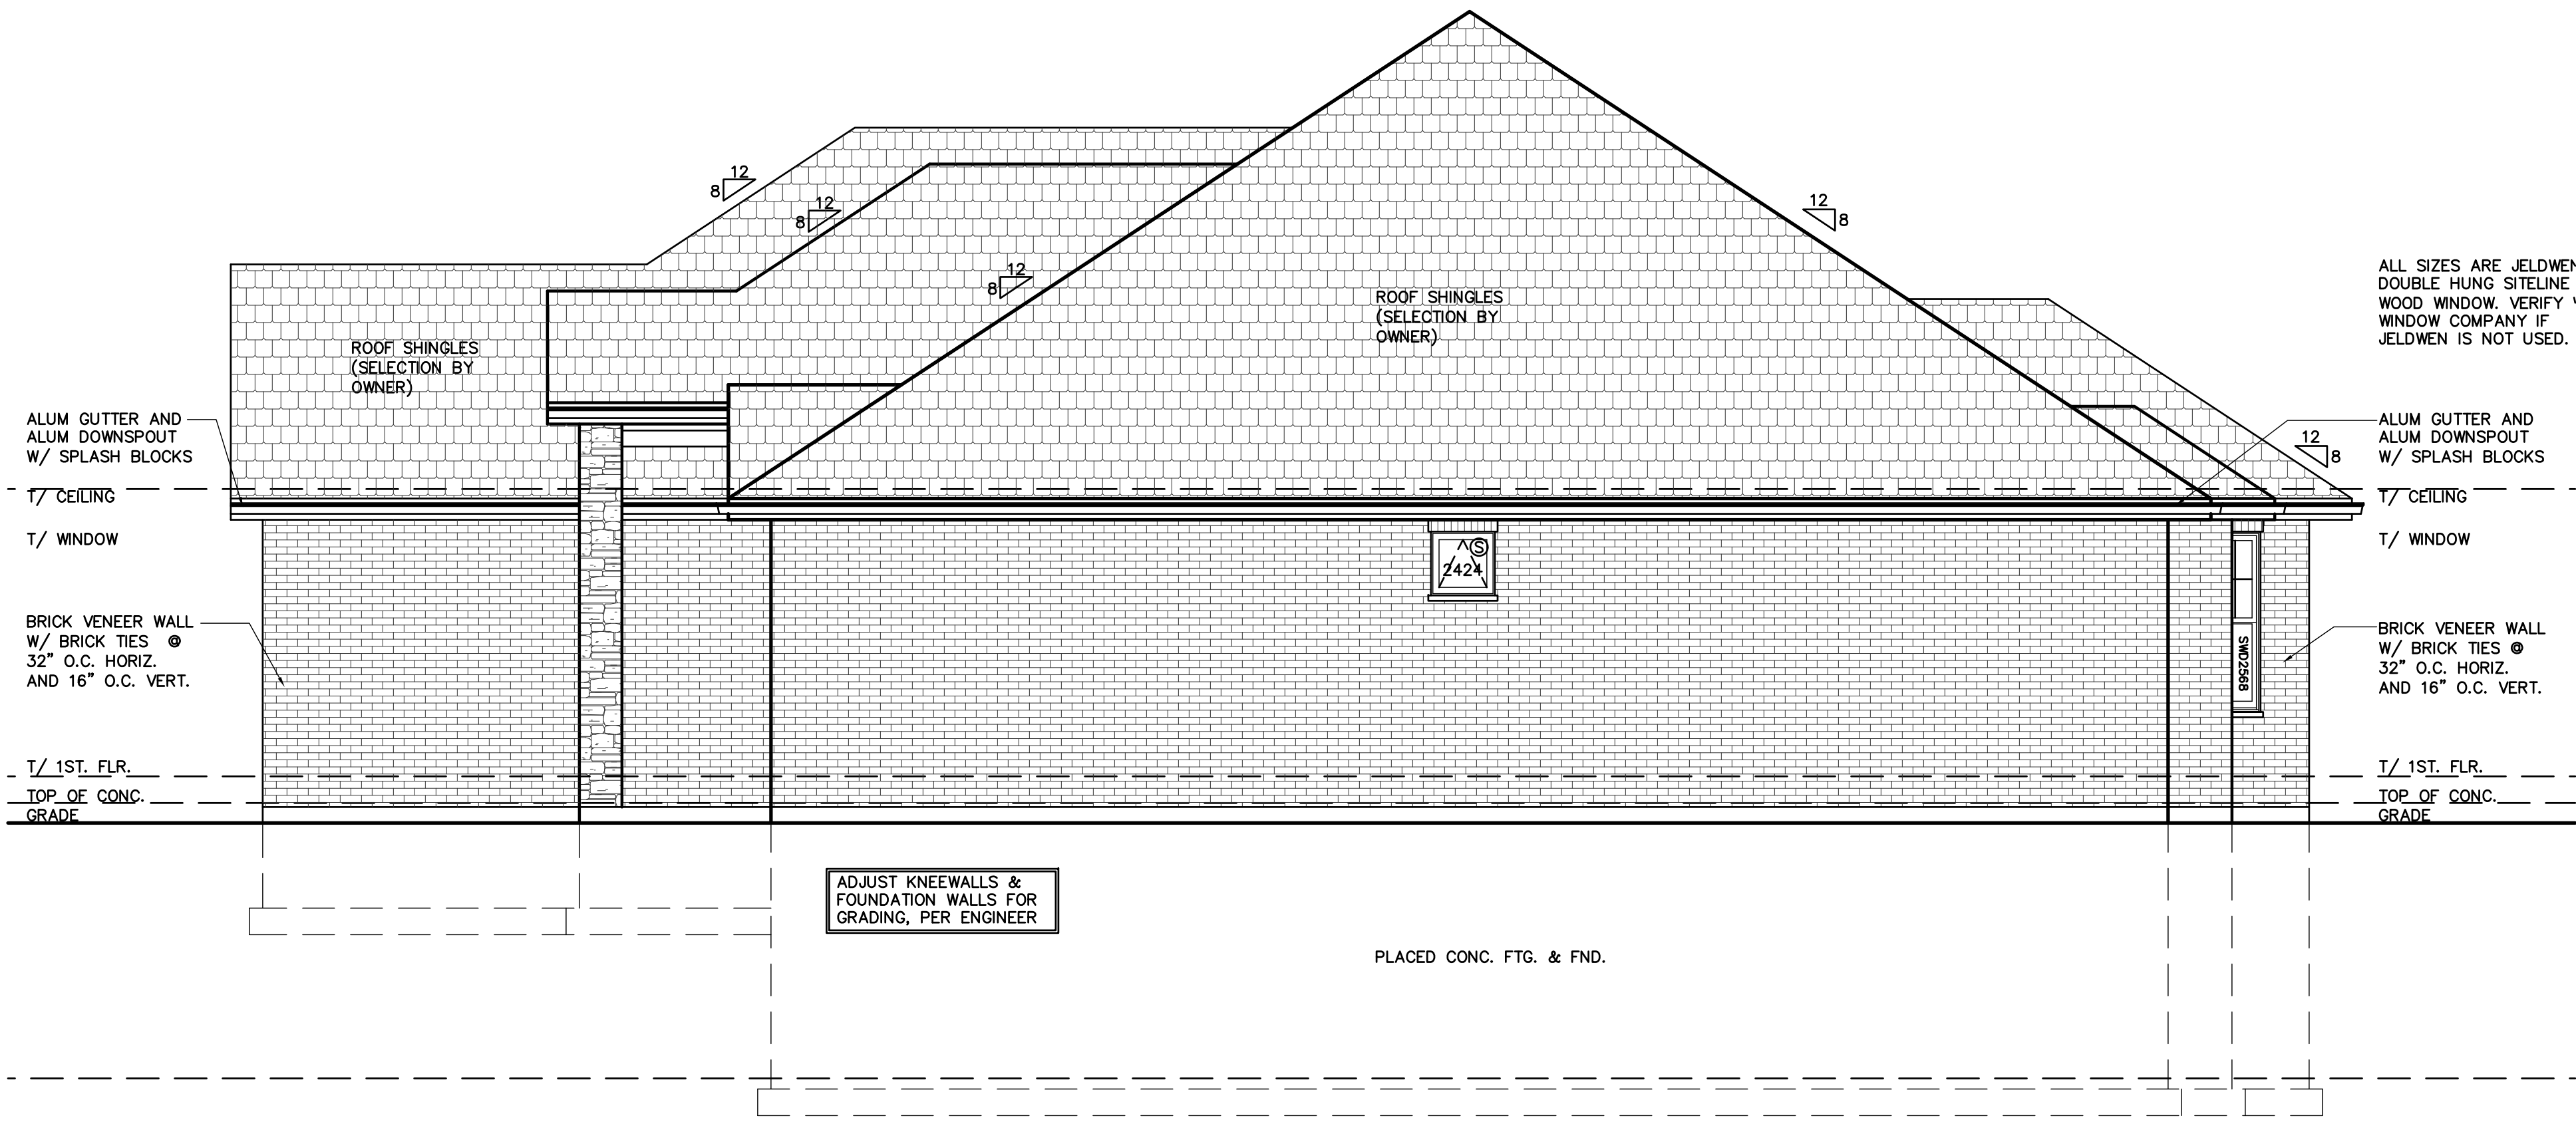 12
8
12
8
12
8
12
8
ALL SIZES ARE JELDWEN
DOUBLE HUNG SITELINE
WOOD WINDOW. VERIFY
WINDOW COMPANY IF
JELDWEN IS NOT USED.
ROOF SHINGLES
(SELECTION BY
OWNER)
ROOF SHINGLES
(SELECTION BY
OWNER)
ALUM GUTTER AND
ALUM DOWNSPOUT
W/ SPLASH BLOCKS
ALUM GUTTER AND
ALUM DOWNSPOUT
W/ SPLASH BLOCKS
12
8
T/ CEILING
T/ CEILING
T/ WINDOW
T/ WINDOW
S
2424
BRICK VENEER WALL
W/ BRICK TIES @
32" O.C. HORIZ.
AND 16" O.C. VERT.
SWD2568
BRICK VENEER WALL
W/ BRICK TIES @
32" O.C. HORIZ.
AND 16" O.C. VERT.
T/ 1ST. FLR.
T/ 1ST. FLR.
TOP OF CONC.
TOP OF CONC.
GRADE
GRADE
ADJUST KNEEWALLS &
FOUNDATION WALLS FOR
GRADING, PER ENGINEER
PLACED CONC. FTG. & FND.